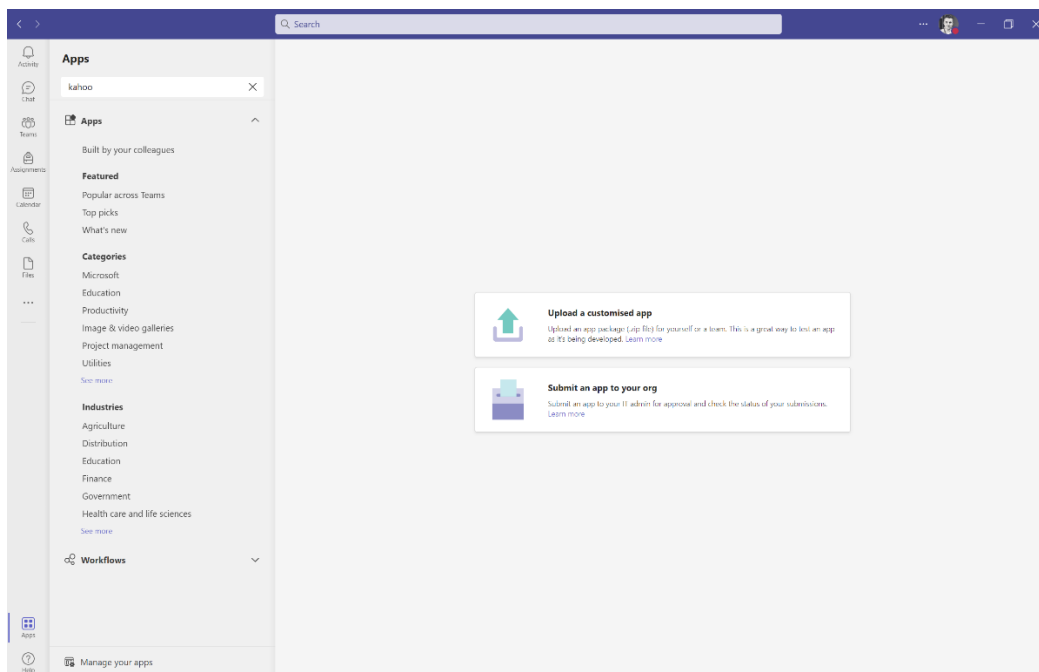 Search
Activity
Chat
Teams
Assignments
Calendar
Calls
Files
Apps
Help
Apps
kahoo
Apps
Built by your colleagues
Featured
Popular across Teams
Top picks
What's new
Categories
Microsoft
Education
Productivity
Image & video galleries
Project management
Utilities
See more
Industries
Agriculture
Distribution
Education
Finance
Government
Health care and life sciences
See more
Workflows
Manage your apps
Upload a customised app
Upload an app package (.zip file) for yourself or a team. This is a great way to test an app
as it's being developed. Learn more
Submit an app to your org
Submit an app to your IT admin for approval and check the status of your submissions.
Learn more